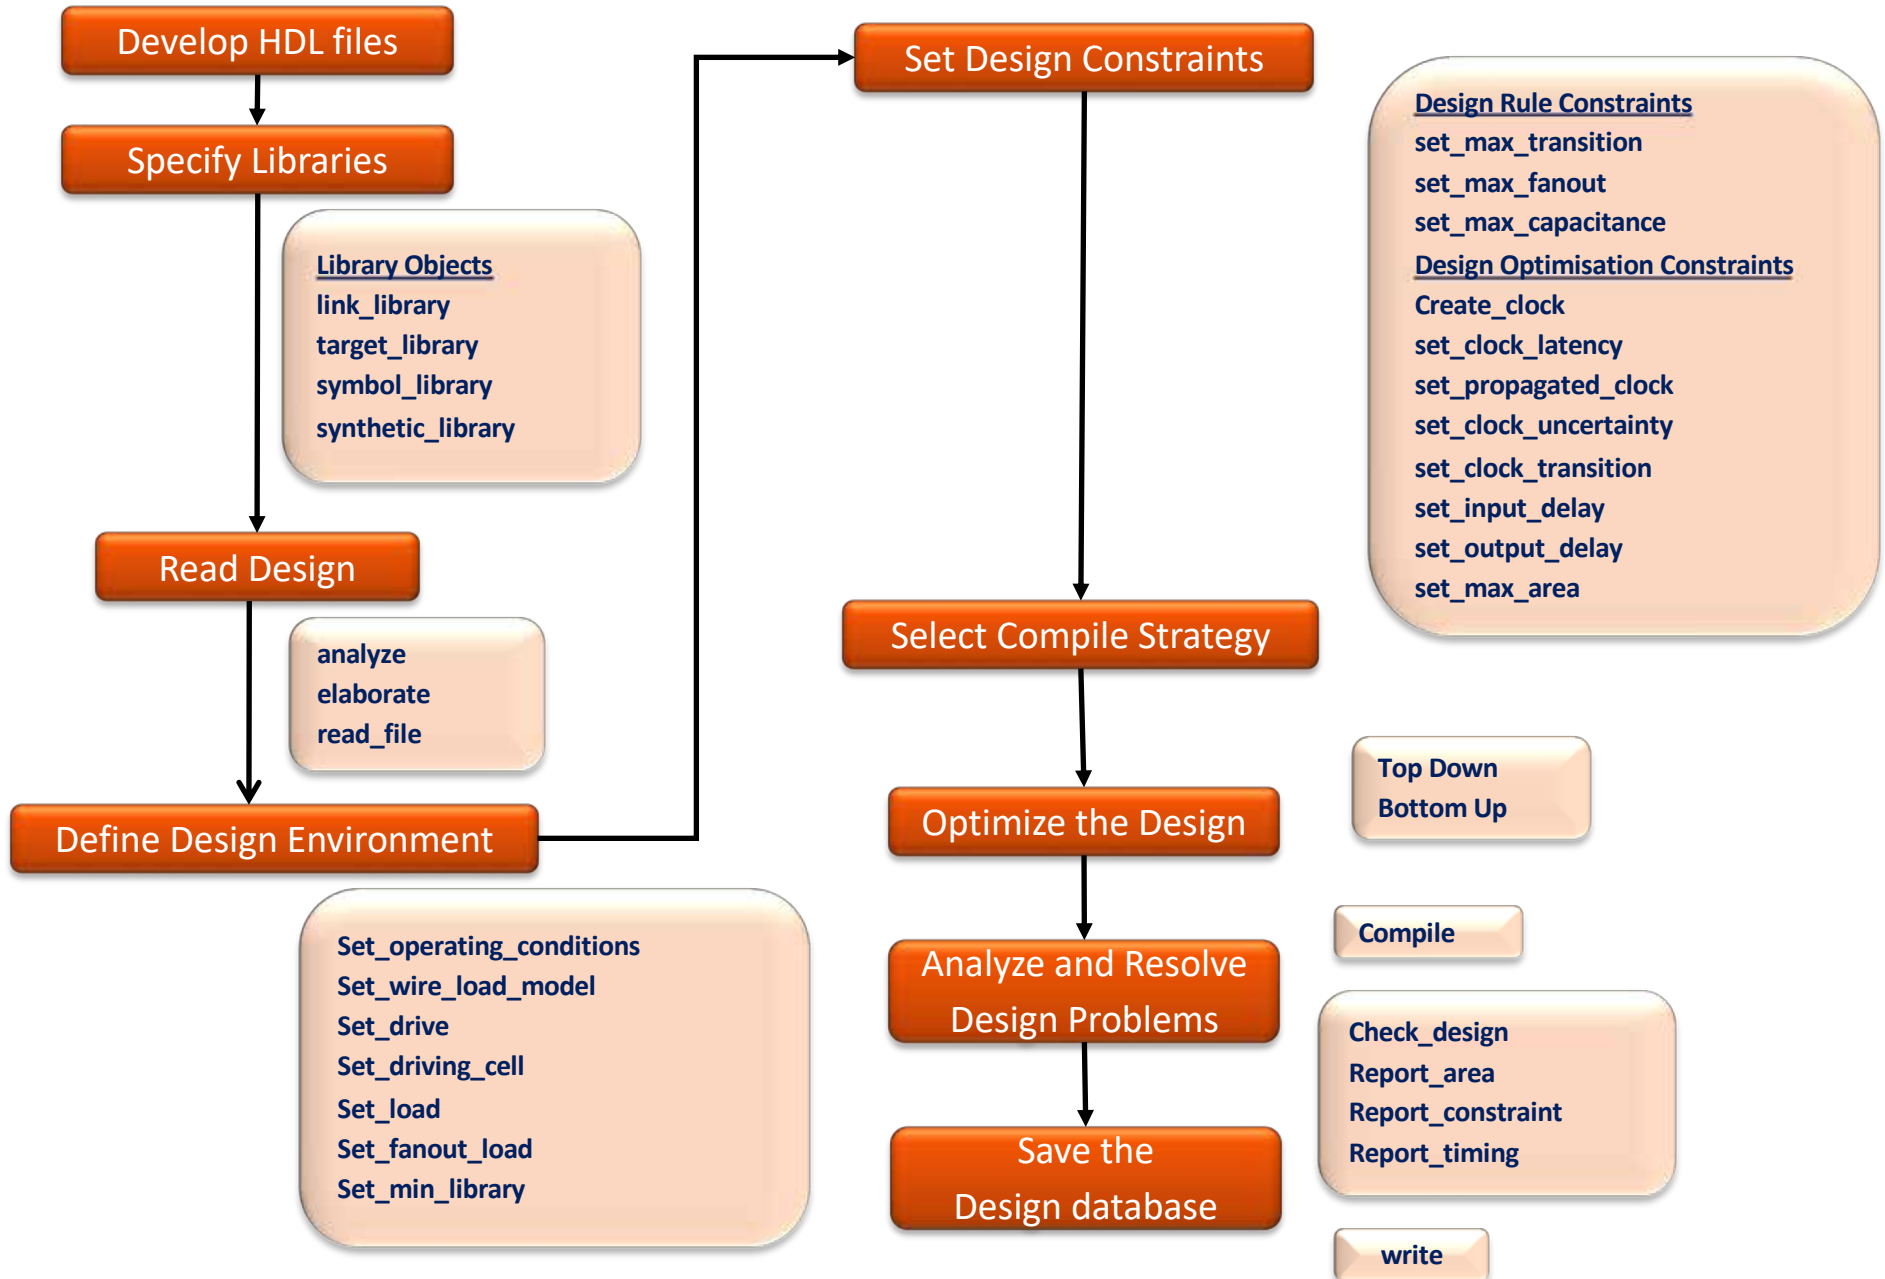 Develop HDL files
Specify Libraries
Library Objects
link_library
target_library
symbol_library
synthetic_library
Read Design
analyze
elaborate
read_file
Define Design Environment
Set_operating_conditions
Set_wire_load_model
Set_drive
Set_driving_cell
Set_load
Set_fanout_load
Set_min_library
Set Design Constraints
Design Rule Constraints
set_max_transition
set_max_fanout
set_max_capacitance
Design Optimisation Constraints
Create_clock
set_clock_latency
set_propagated_clock
set_clock_uncertainty
set_clock_transition
set_input_delay
set_output_delay
set_max_area
Select Compile Strategy
Top Down
Bottom Up
Optimize the Design
Compile
Analyze and Resolve
Design Problems
Check_design
Report_area
Report_constraint
Report_timing
Save the
Design database
write